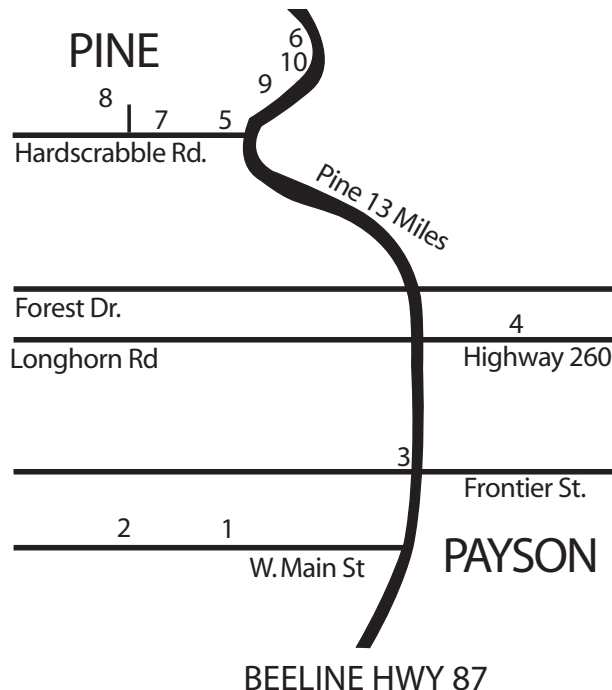 6
PINE
10
9
8
7
5
Hardscrabble Rd.
Pine 13 Miles
Forest Dr.
4
Longhorn Rd
Highway 260
3
Frontier St.
2
1
W. Main St
PAYSON
BEELINE HWY 87